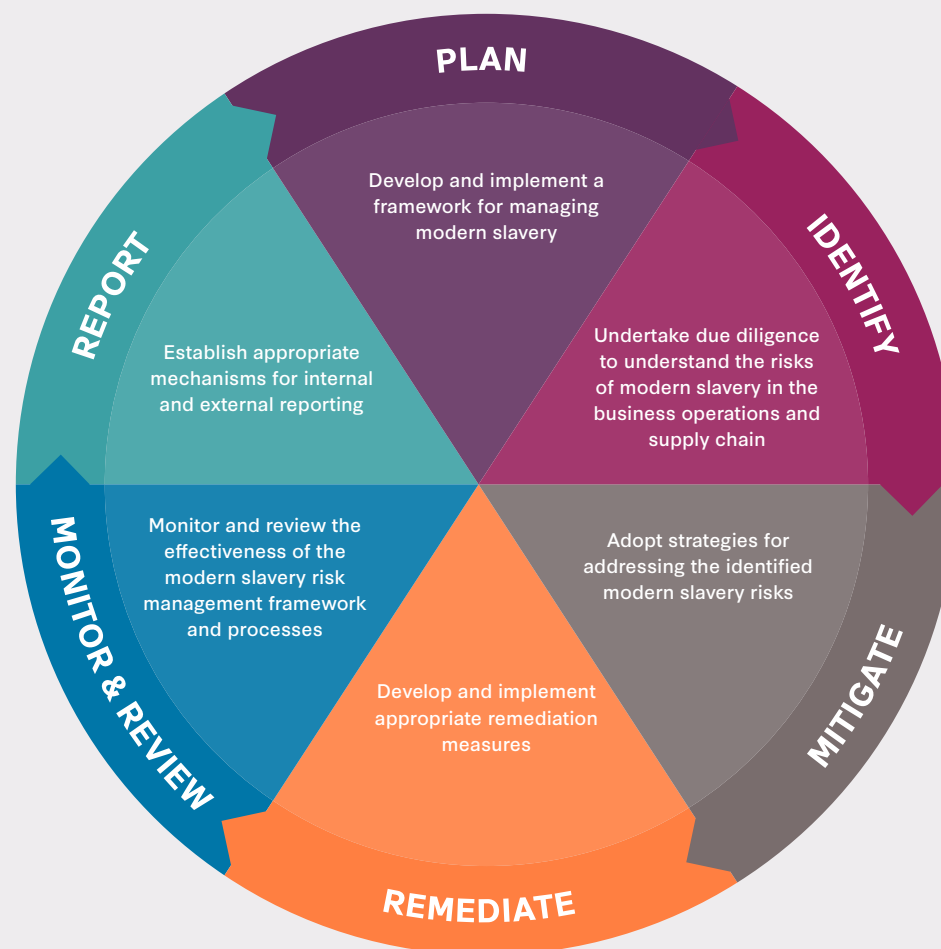 PLAN
Develop and implement a
framework for managing
modern slavery
IDENTIFY
Undertake due diligence
to understand the risks
of modern slavery in the
business operations and
supply chain
MITIGATE
Adopt strategies for
addressing the identified
modern slavery risks
REMEDIATE
Develop and implement
appropriate remediation
measures
MONITOR & REVIEW
Monitor and review the
effectiveness of the
modern slavery risk
management framework
and processes
REPORT
Establish appropriate
mechanisms for internal
and external reporting